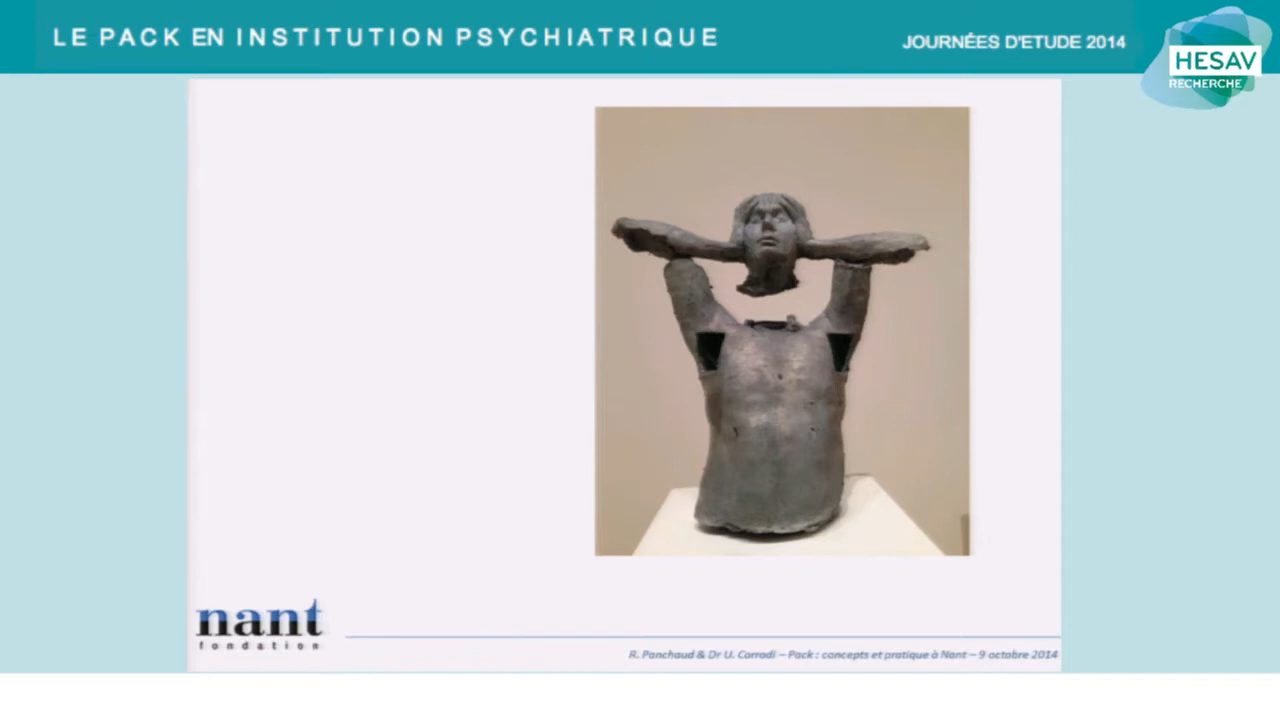 LE PACK EN INSTITUTION PSYCHIATRIQUE
JOURNÉES D'ETUDE 2014
HESAV
RECHERCHE
nant
fondation
R. Panchaud & Dr U. Corradi – Pack : concepts et pratique à Nant – 9 octobre 2014